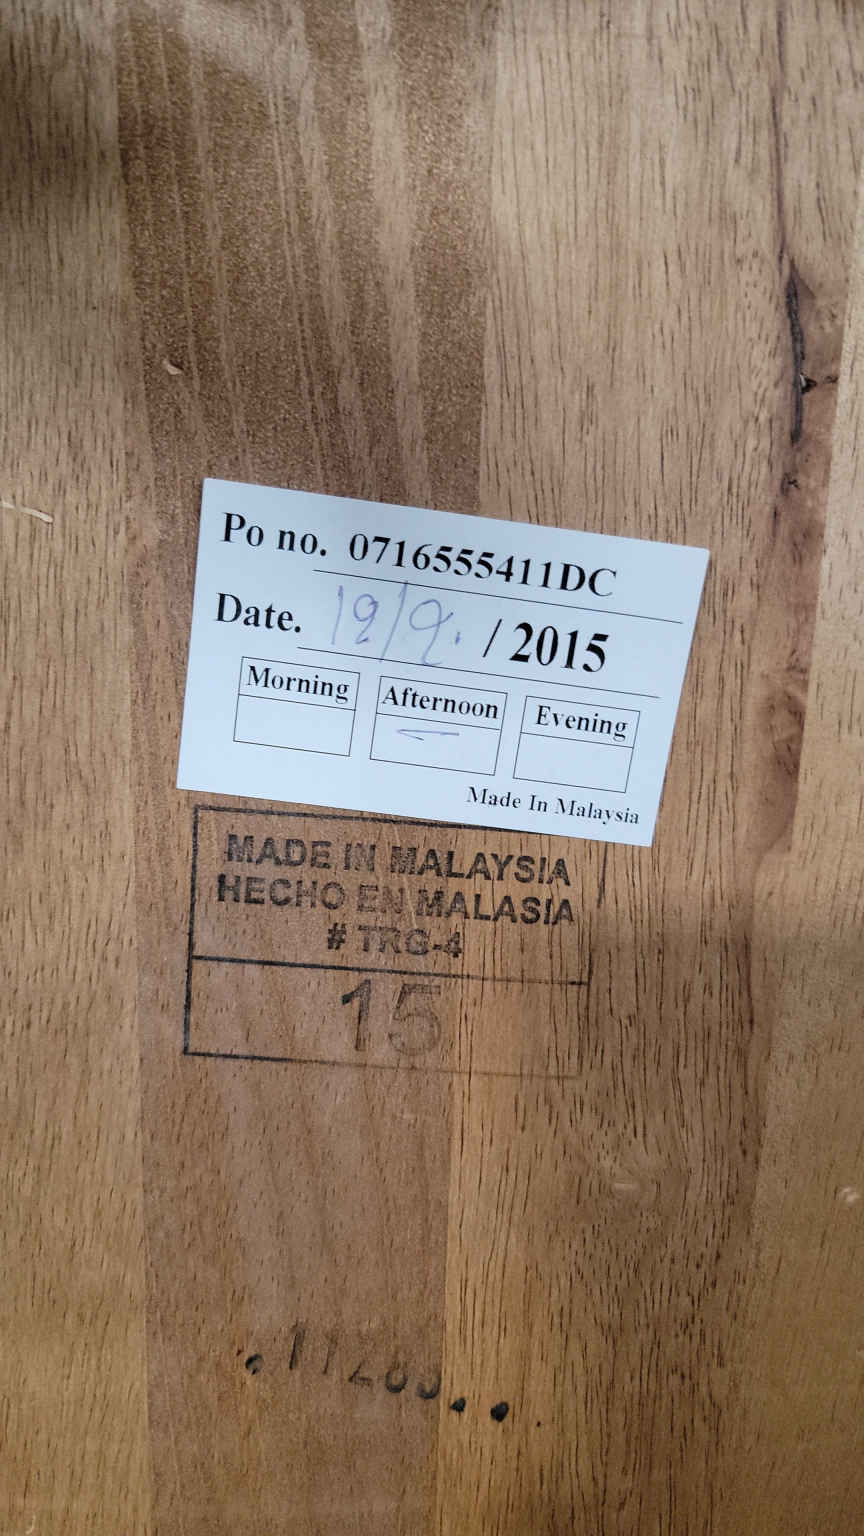 Po no. 0716555411DC
Date. 19/9. / 2015
Morning Afternoon Evening
Made In Malaysia
MADE IN MALAYSIA
HECHO EN MALASIA
# TRG-4
15